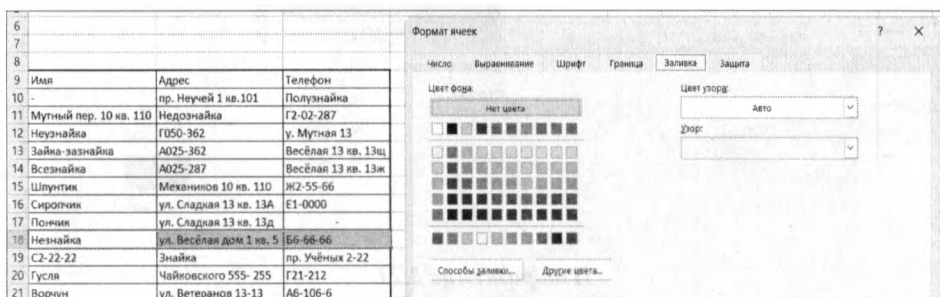 6
7
8
9 Имя Адрес Телефон
10 - пр. Неучей 1 кв.101 Полузнайка
11 Мутный пер. 10 кв. 110 Недознайка Г2-02-287
12 Неузнайка Г050-362 у. Мутная 13
13 Зайка-зазнайка А025-362 Весёлая 13 кв. 13щ
14 Всезнайка А025-287 Весёлая 13 кв. 13ж
15 Шпунтик Механиков 10 кв. 110 Ж2-55-66
16 Сиропчик ул. Сладкая 13 кв. 13А Е1-0000
17 Пончик ул. Сладкая 13 кв. 13д -
18 Незнайка ул. Весёлая дом 1 кв. 5 Б6-66-66
19 С2-22-22 Знайка пр. Учёных 2-22
20 Гусля Чайковского 555- 255 Г21-212
21 Ворчун ул. Ветеранов 13-13 А6-106-6
Формат ячеек ? ×
Число Выравнивание Шрифт Граница Заливка Защита
Цвет фона: Цвет узора:
Нет цвета Авто
Узор:
Способы заливки... Другие цвета...